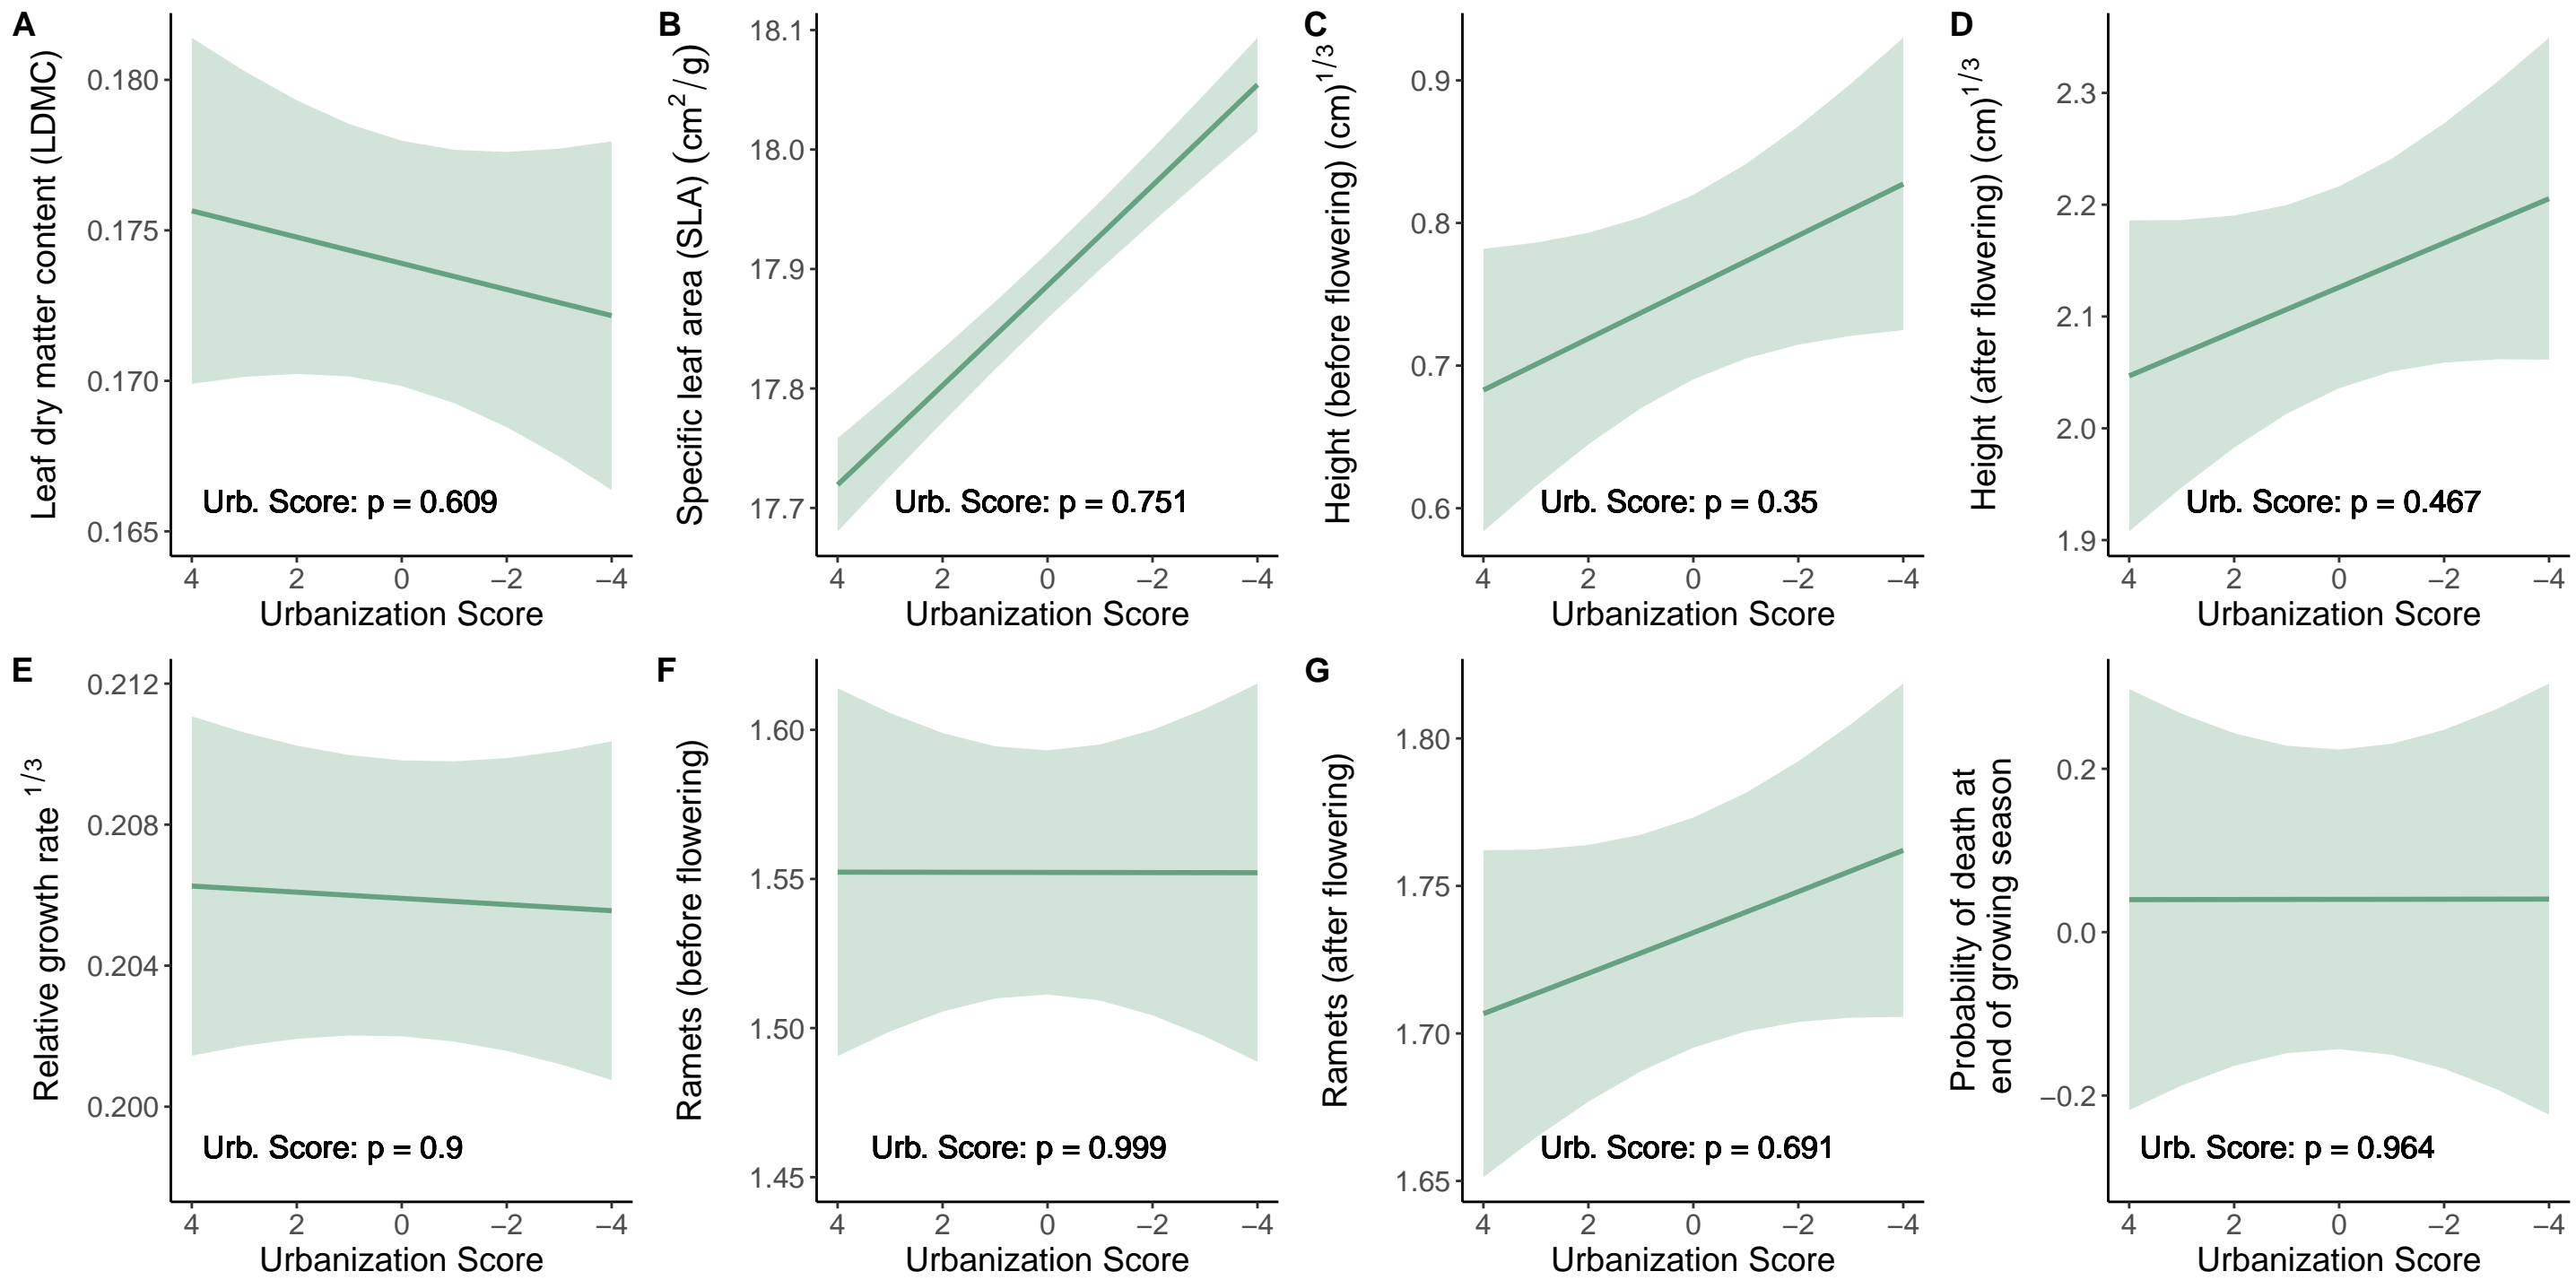 A
Leaf dry matter content (LDMC)
0.180
0.175
0.170
0.165
Urb. Score: p = 0.609
4 2 0 −2 −4
Urbanization Score
B
Specific leaf area (SLA) (cm²/g)
18.1
18.0
17.9
17.8
17.7
Urb. Score: p = 0.751
4 2 0 −2 −4
Urbanization Score
C
Height (before flowering) (cm)^1/3
0.9
0.8
0.7
0.6
Urb. Score: p = 0.35
4 2 0 −2 −4
Urbanization Score
D
Height (after flowering) (cm)^1/3
2.3
2.2
2.1
2.0
1.9
Urb. Score: p = 0.467
4 2 0 −2 −4
Urbanization Score
E
Relative growth rate ^1/3
0.212
0.208
0.204
0.200
Urb. Score: p = 0.9
4 2 0 −2 −4
Urbanization Score
F
Ramets (before flowering)
1.60
1.55
1.50
1.45
Urb. Score: p = 0.999
4 2 0 −2 −4
Urbanization Score
G
Ramets (after flowering)
1.80
1.75
1.70
1.65
Urb. Score: p = 0.691
4 2 0 −2 −4
Urbanization Score
Probability of death at
end of growing season
0.2
0.0
−0.2
Urb. Score: p = 0.964
4 2 0 −2 −4
Urbanization Score